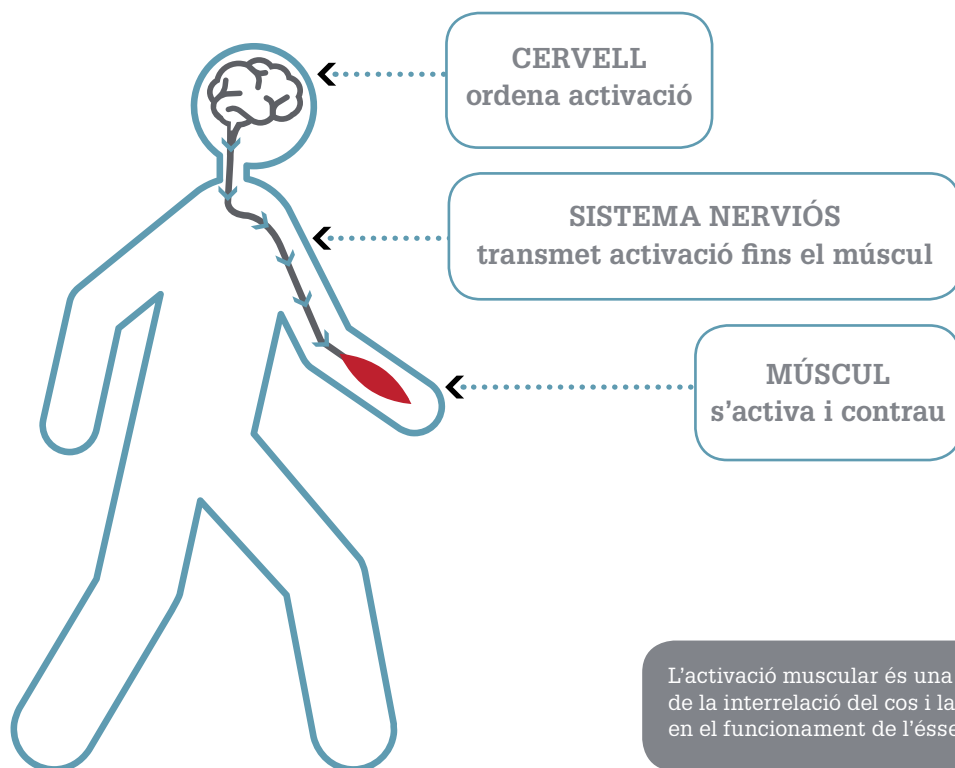 CERVELL
ordena activació
SISTEMA NERVIÓS
transmet activació fins el múscul
MÚSCUL
s'activa i contrau
L'activació muscular és una
de la interrelació del cos i la
en el funcionament de l'ésse